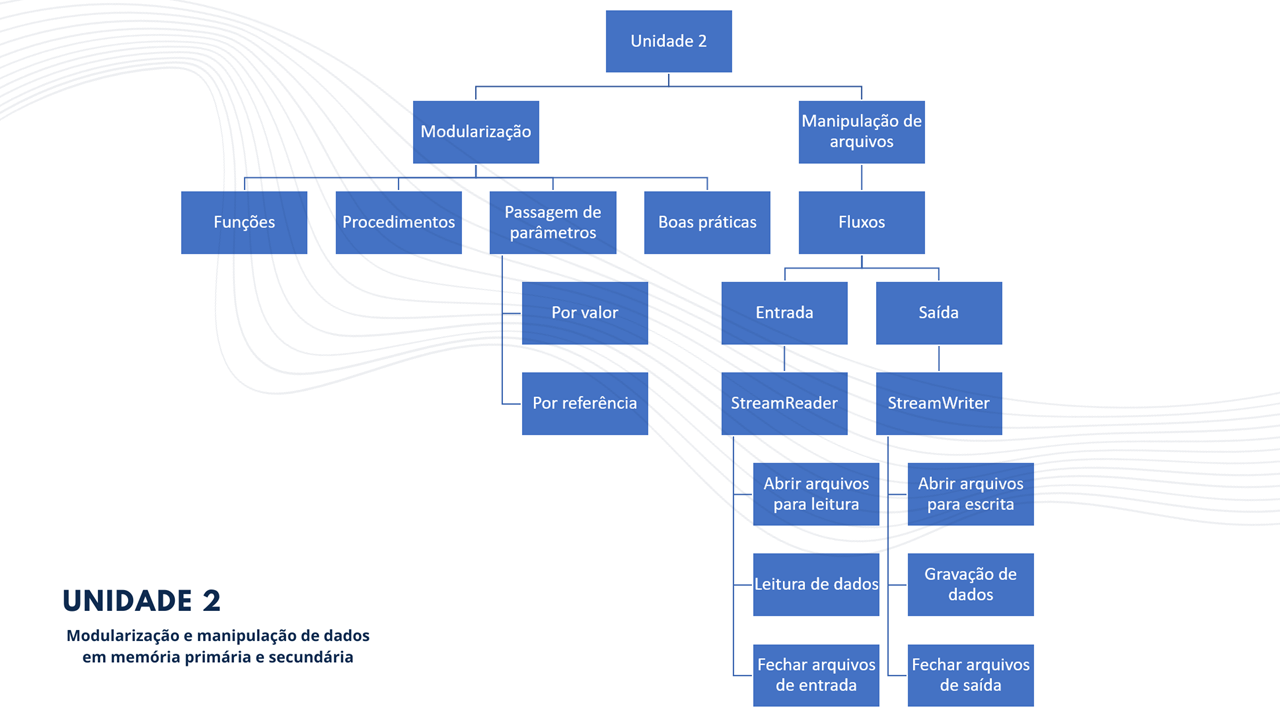 Unidade 2
Modularização
Manipulação de
arquivos
Funções
Procedimentos
Passagem de
parâmetros
Boas práticas
Fluxos
Por valor
Entrada
Saída
Por referência
StreamReader
StreamWriter
Abrir arquivos
para leitura
Abrir arquivos
para escrita
Leitura de dados
Gravação de
dados
Fechar arquivos
de entrada
Fechar arquivos
de saída
UNIDADE 2
Modularização e manipulação de dados
em memória primária e secundária